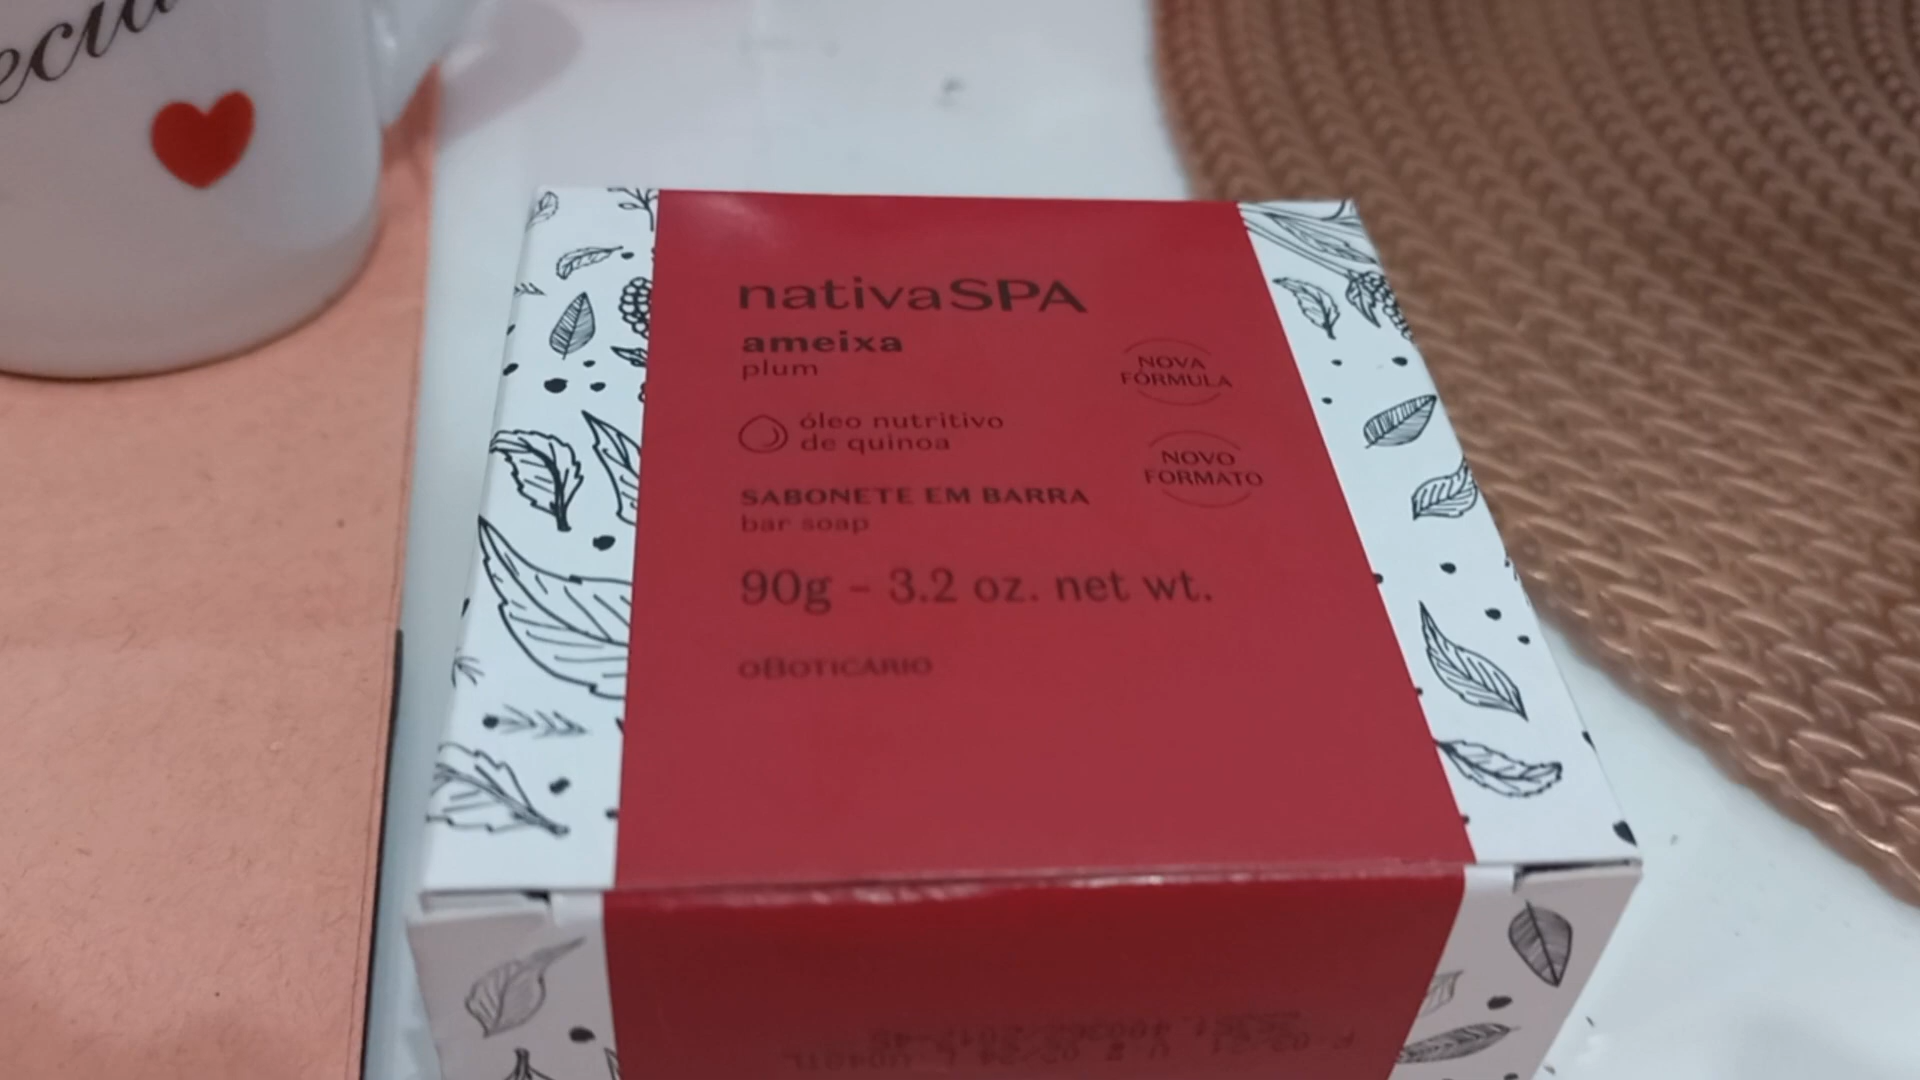 nativaSPA
ameixa
plum
óleo nutritivo
de quinoa
SABONETE EM BARRA
bar soap
90g - 3.2 oz. net wt.
oBOTICÁRIO
NOVA
FÓRMULA
NOVO
FORMATO